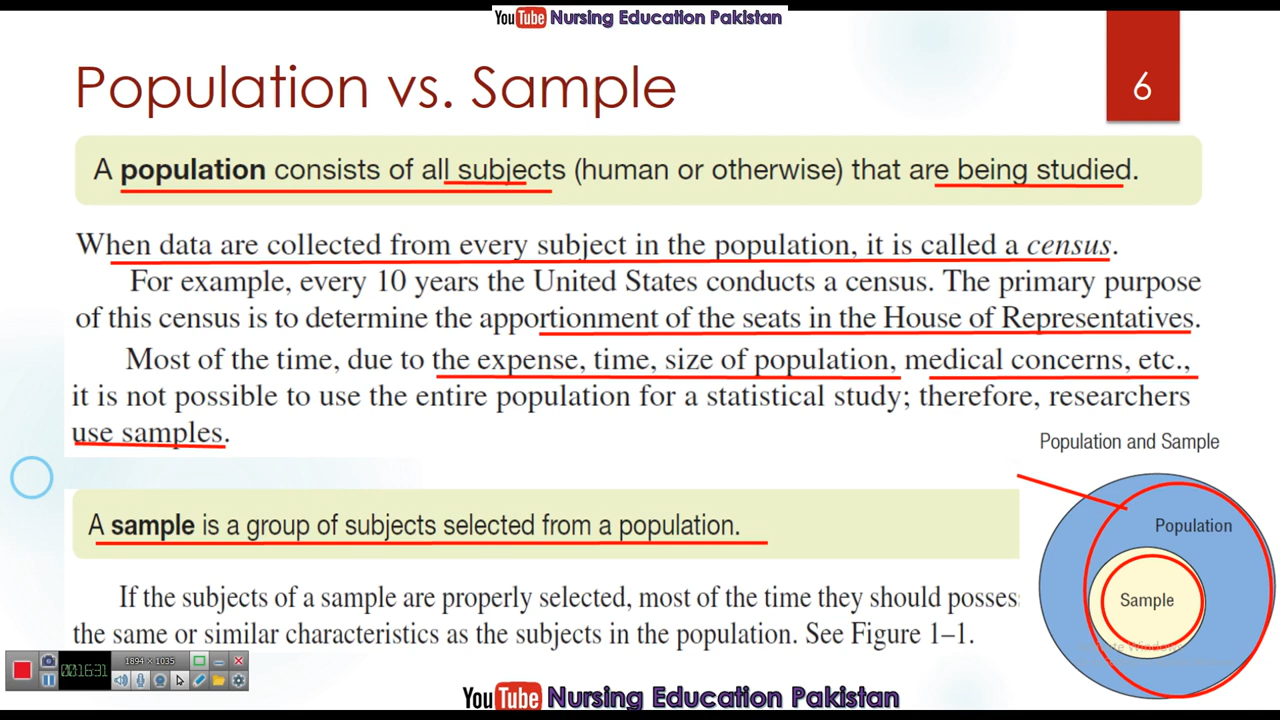 YouTube Nursing Education Pakistan
Population vs. Sample
6
A population consists of all subjects (human or otherwise) that are being studied.
When data are collected from every subject in the population, it is called a census.
For example, every 10 years the United States conducts a census. The primary purpose
of this census is to determine the apportionment of the seats in the House of Representatives.
Most of the time, due to the expense, time, size of population, medical concerns, etc.,
it is not possible to use the entire population for a statistical study; therefore, researchers
use samples.
Population and Sample
A sample is a group of subjects selected from a population.
Population
Sample
If the subjects of a sample are properly selected, most of the time they should possess
the same or similar characteristics as the subjects in the population. See Figure 1–1.
00:16:31
1894 × 1035
YouTube Nursing Education Pakistan